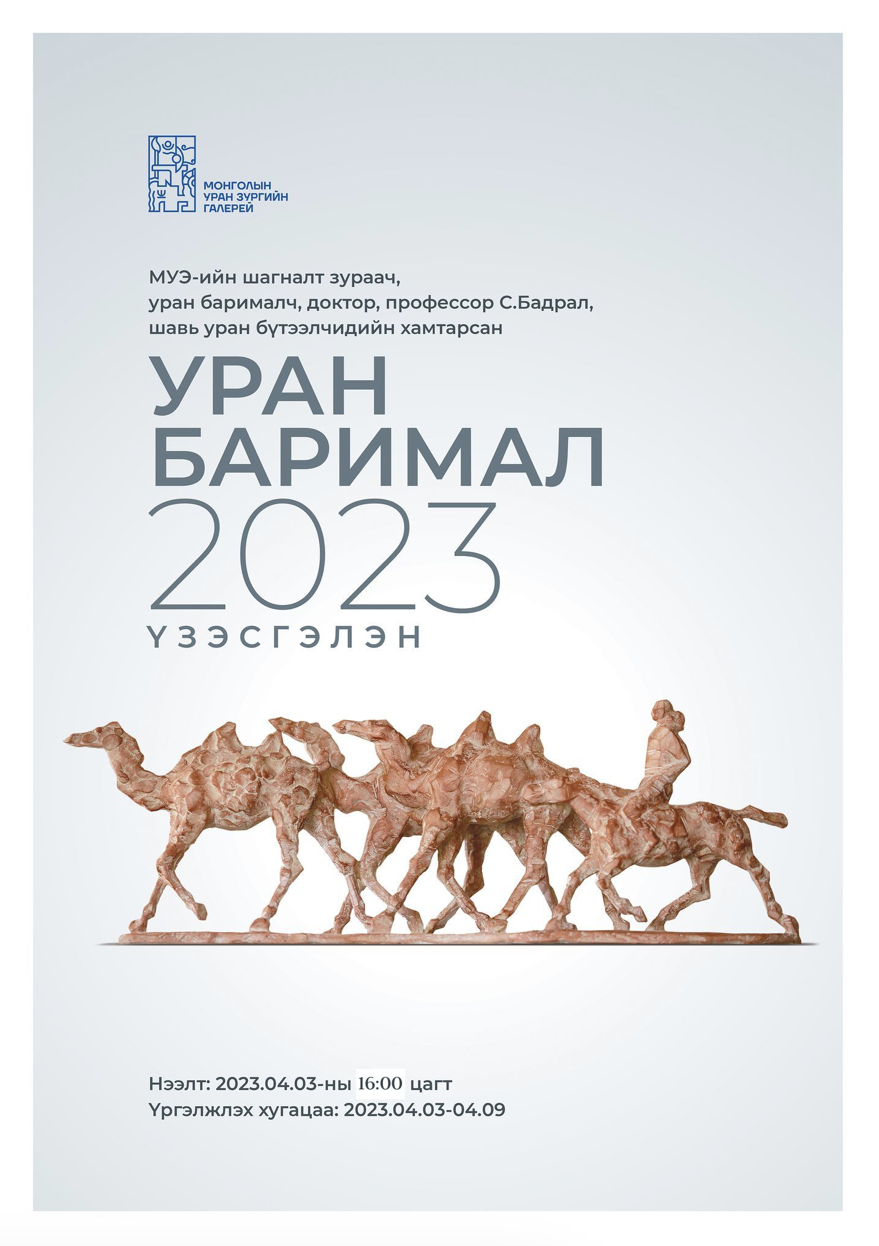 МОНГОЛЫН
УРАН ЗУРГИЙН
ГАЛЕРЕЙ
МУЭ-ийн шагналт зураач,
уран барималч, доктор, профессор С.Бадрал,
шавь уран бүтээлчидийн хамтарсан
УРАН
БАРИМАЛ
2023
ҮЗЭСГЭЛЭН
Нээлт: 2023.04.03-ны 16:00 цагт
Үргэлжлэх хугацаа: 2023.04.03-04.09